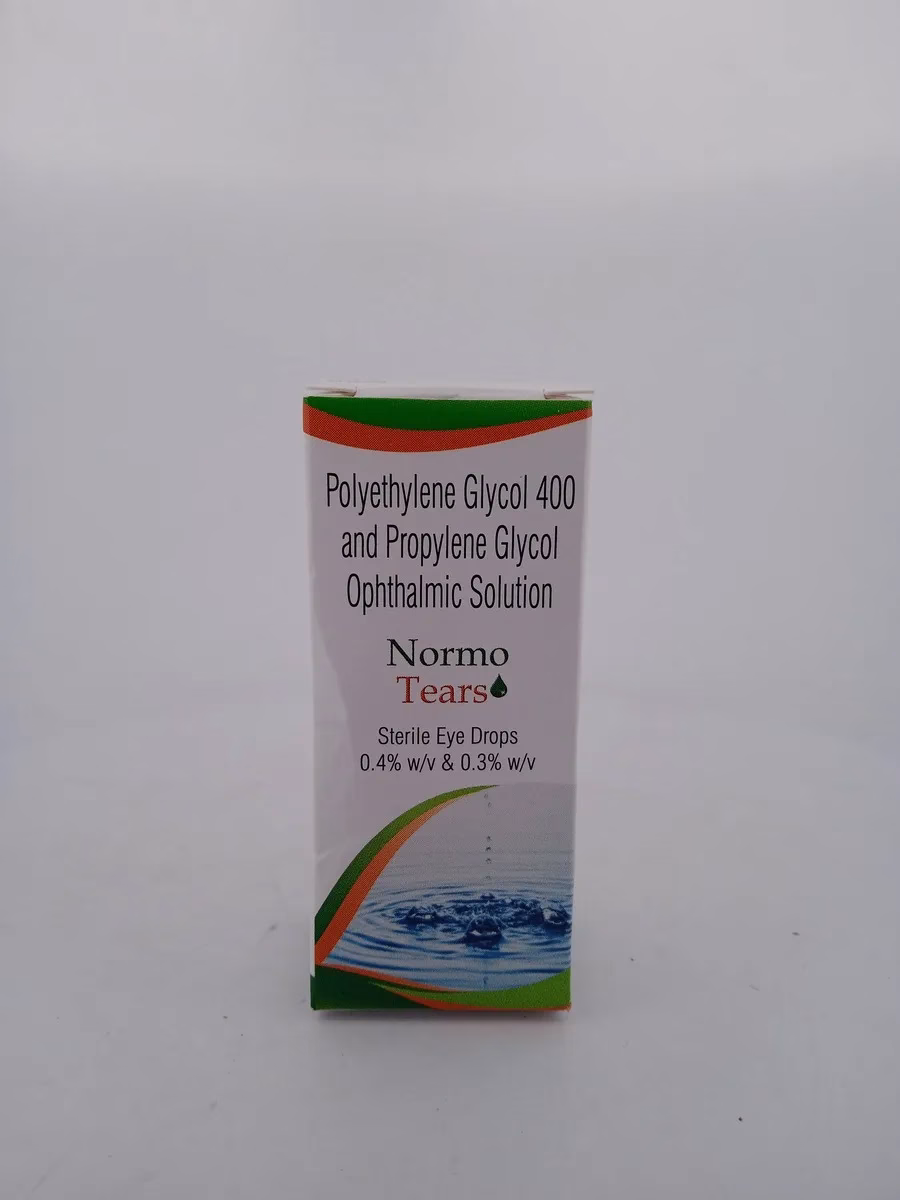 Polyethylene Glycol 400
and Propylene Glycol
Ophthalmic Solution
Normo
Tears
Sterile Eye Drops
0.4% w/v & 0.3% w/v